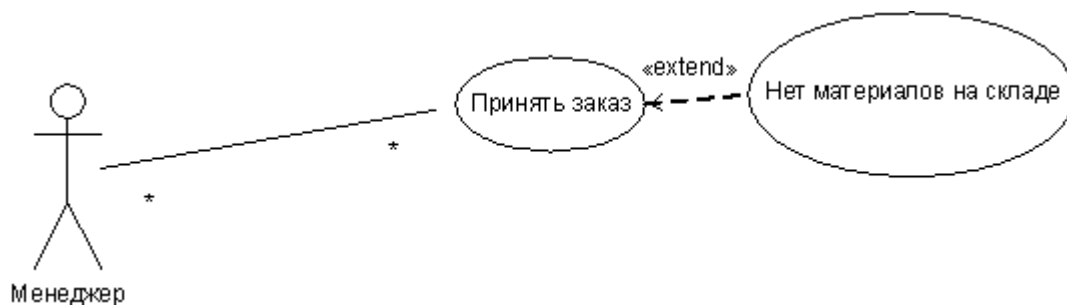 «extend»
Принять заказ
Нет материалов на складе
*
*
Менеджер